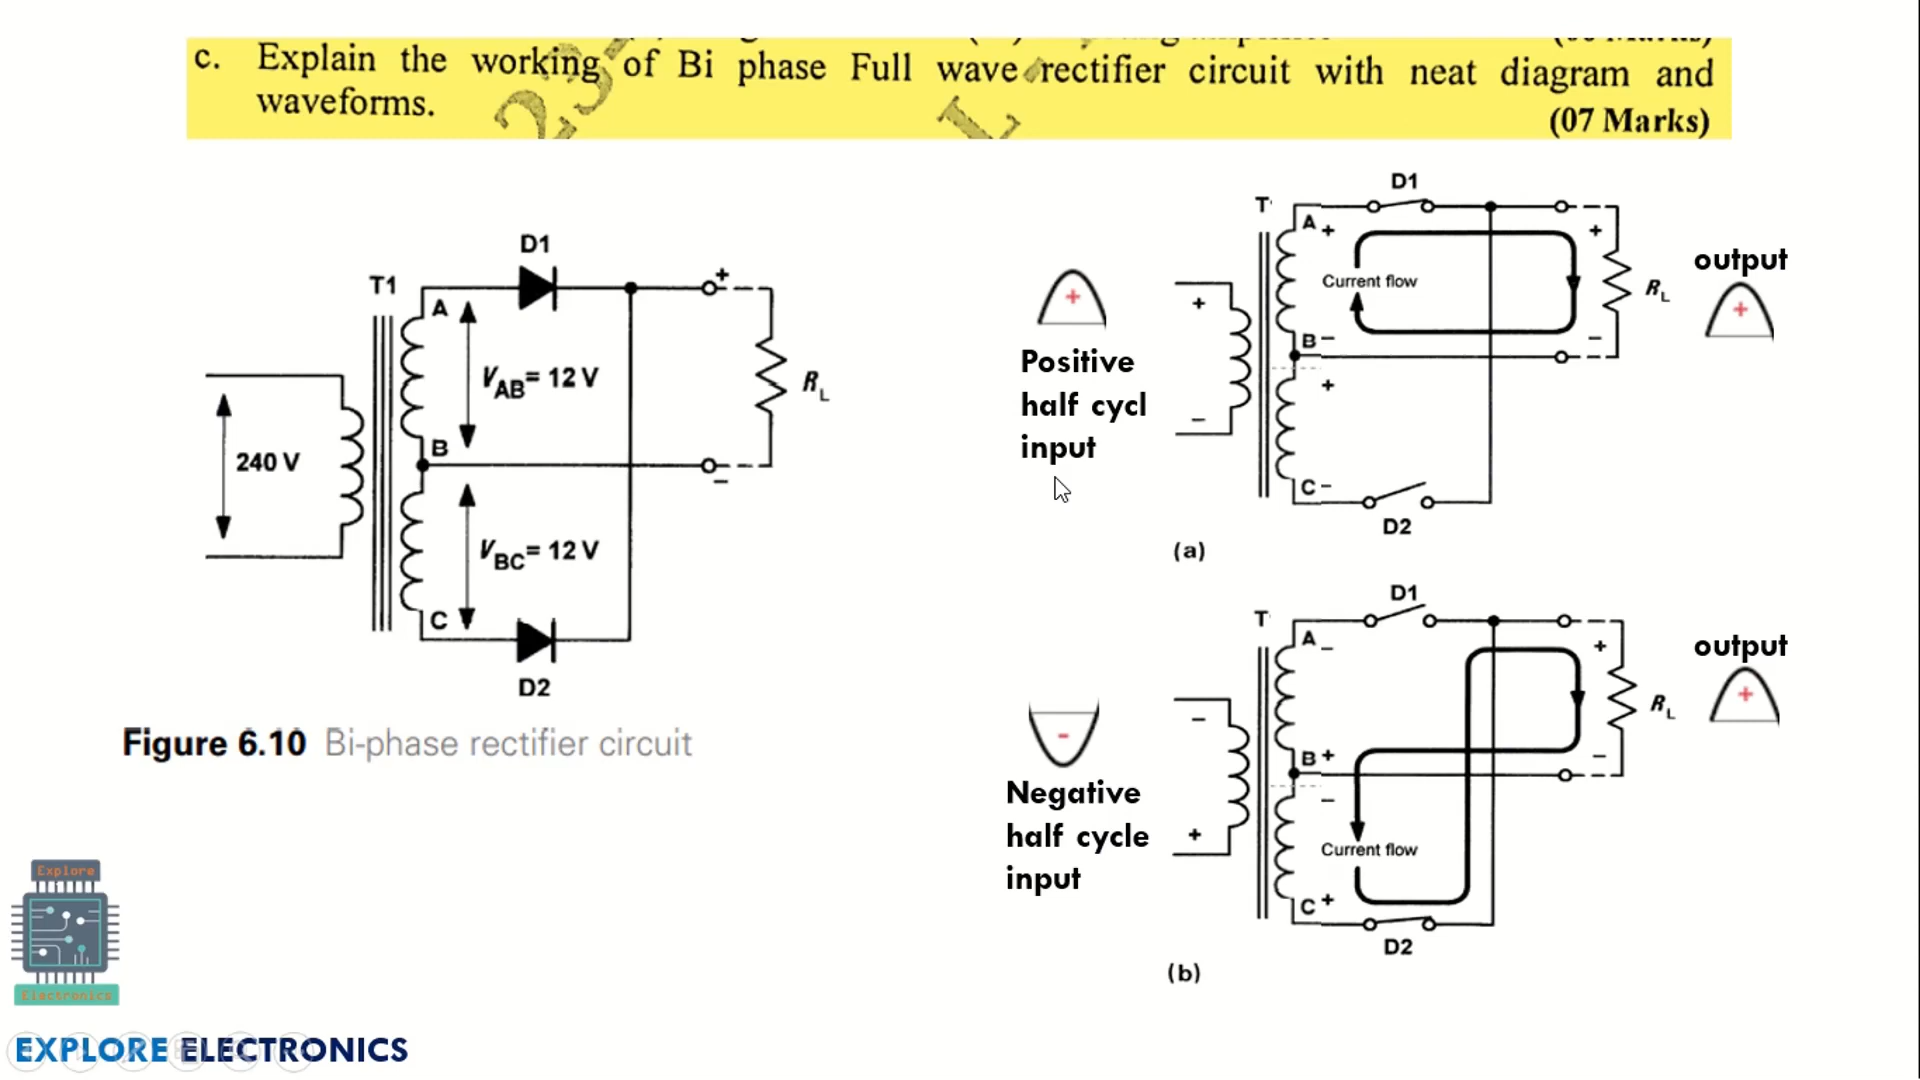 c. Explain the working of Bi phase Full wave rectifier circuit with neat diagram and
waveforms.
(07 Marks)
D1
T1
A
+
V_AB = 12 V
R_L
B
240 V
−
V_BC = 12 V
C
D2
Figure 6.10 Bi-phase rectifier circuit
Explore
Electronics
EXPLORE ELECTRONICS
D1
T
A +
+
output
+
+
Current flow
R_L
+
Positive
half cycl
input
B −
−
+
−
C −
D2
(a)
D1
T
A −
+
output
+
R_L
−
−
B +
−
−
Negative
half cycle
input
+
Current flow
C +
D2
(b)